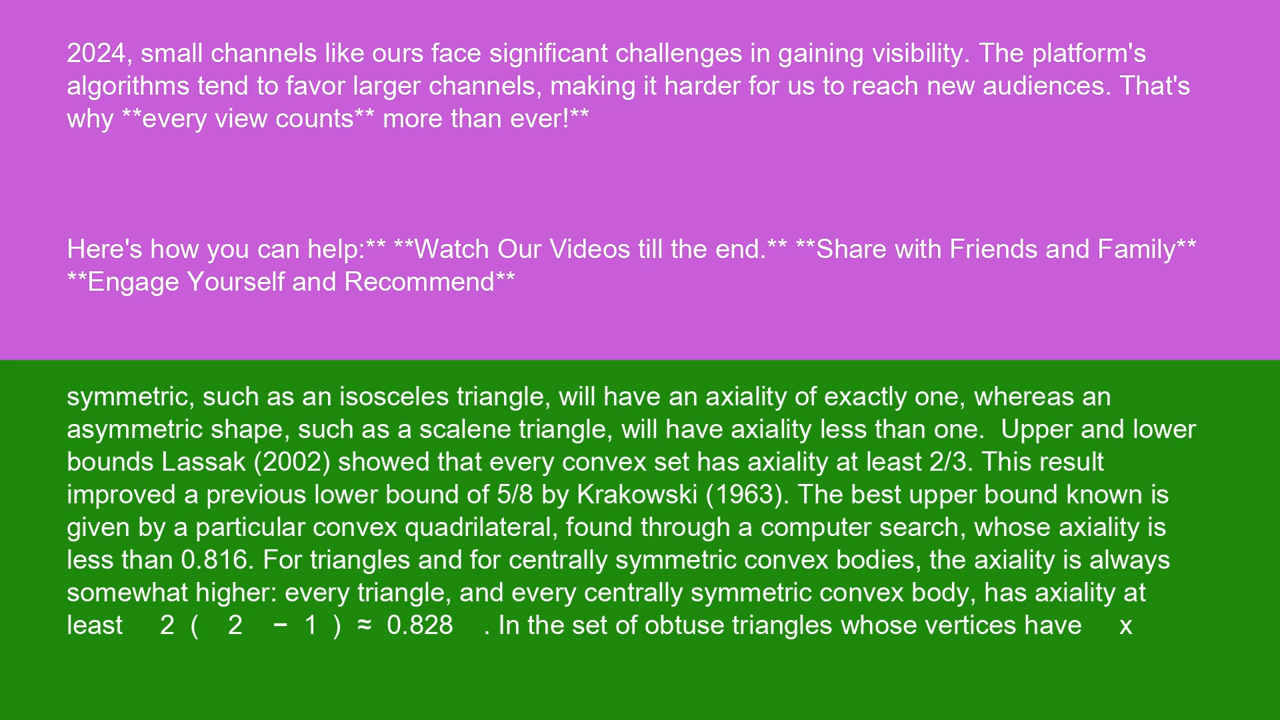 2024, small channels like ours face significant challenges in gaining visibility. The platform's
algorithms tend to favor larger channels, making it harder for us to reach new audiences. That's
why **every view counts** more than ever!**
Here's how you can help:** **Watch Our Videos till the end.** **Share with Friends and Family**
**Engage Yourself and Recommend**
symmetric, such as an isosceles triangle, will have an axiality of exactly one, whereas an
asymmetric shape, such as a scalene triangle, will have axiality less than one.  Upper and lower
bounds Lassak (2002) showed that every convex set has axiality at least 2/3. This result
improved a previous lower bound of 5/8 by Krakowski (1963). The best upper bound known is
given by a particular convex quadrilateral, found through a computer search, whose axiality is
less than 0.816. For triangles and for centrally symmetric convex bodies, the axiality is always
somewhat higher: every triangle, and every centrally symmetric convex body, has axiality at
least 2 ( 2 − 1 ) ≈ 0.828 . In the set of obtuse triangles whose vertices have x